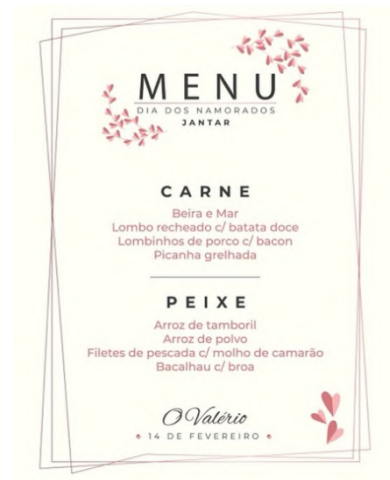 MENU
DIA DOS NAMORADOS
JANTAR
CARNE
Beira e Mar
Lombo recheado c/ batata doce
Lombinhos de porco c/ bacon
Picanha grelhada
PEIXE
Arroz de tamboril
Arroz de polvo
Filetes de pescada c/ molho de camarão
Bacalhau c/ broa
O Valério
• 14 DE FEVEREIRO •